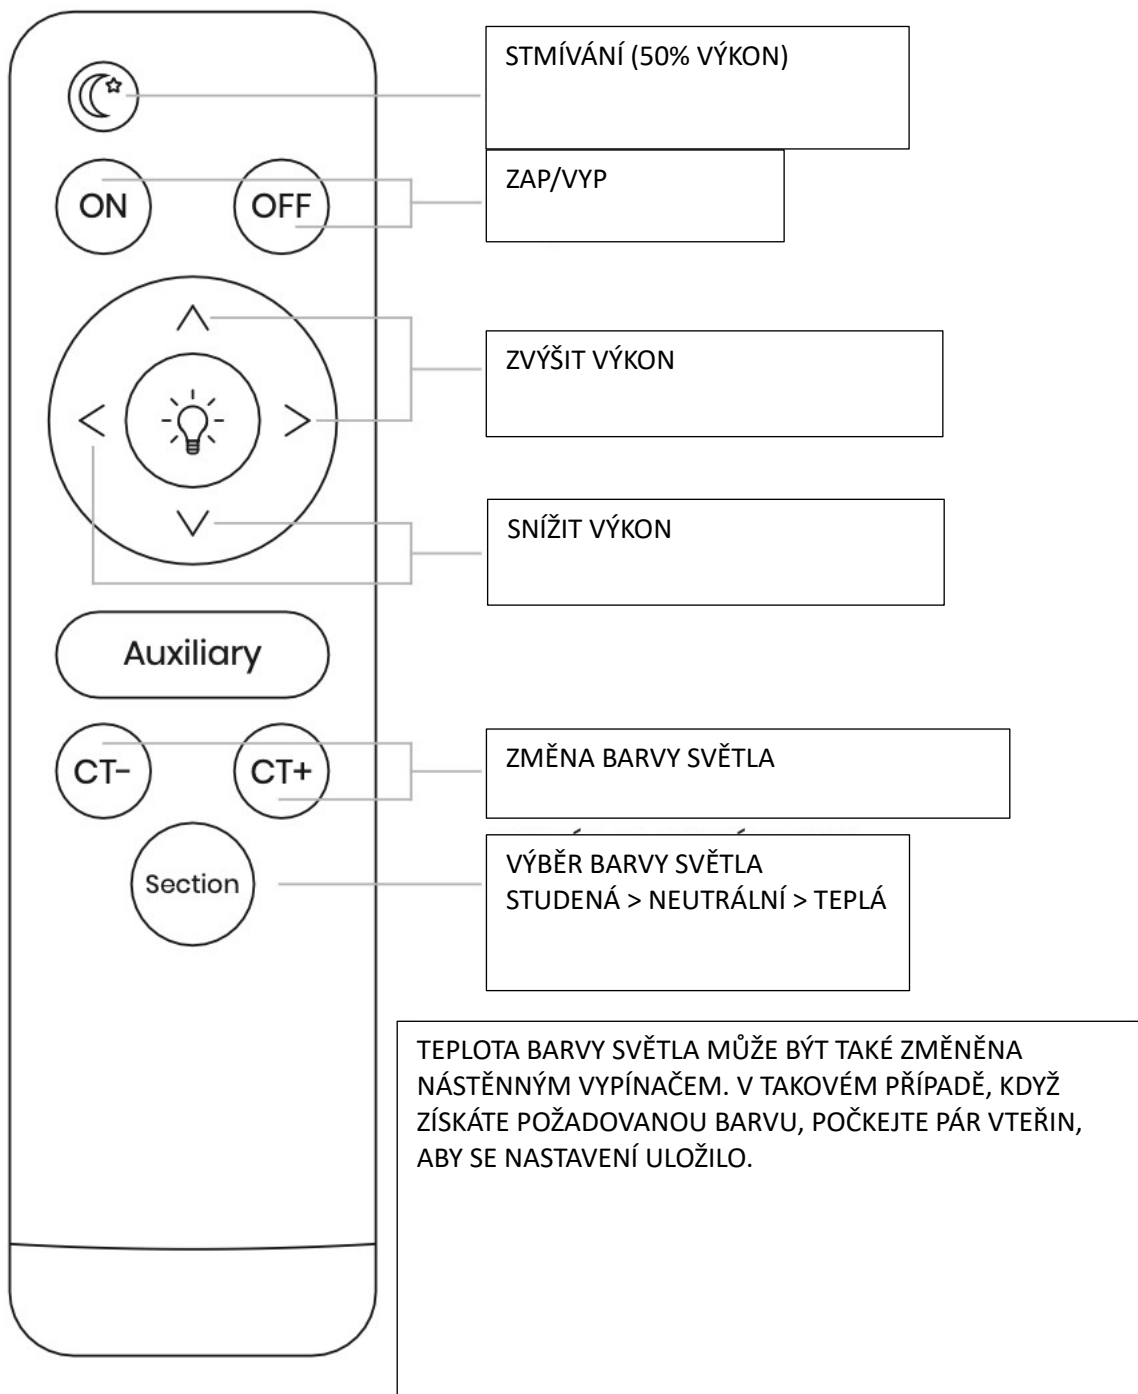 STMÍVÁNÍ (50% VÝKON)
ON
OFF
ZAP/VYP
ZVÝŠIT VÝKON
SNÍŽIT VÝKON
Auxiliary
CT-
CT+
ZMĚNA BARVY SVĚTLA
Section
VÝBĚR BARVY SVĚTLA
STUDENÁ > NEUTRÁLNÍ > TEPLÁ
TEPLOTA BARVY SVĚTLA MŮŽE BÝT TAKÉ ZMĚNĚNA
NÁSTĚNNÝM VYPÍNAČEM. V TAKOVÉM PŘÍPADĚ, KDYŽ
ZÍSKÁTE POŽADOVANOU BARVU, POČKEJTE PÁR VTEŘIN,
ABY SE NASTAVENÍ ULOŽILO.